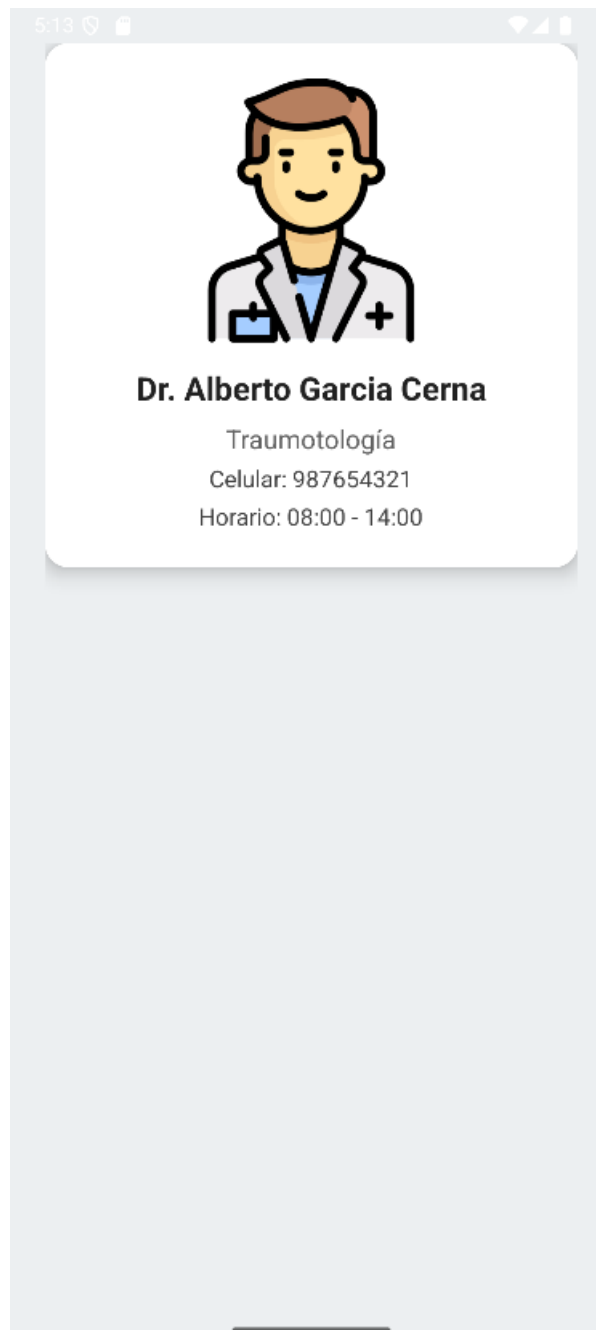 5:13
Dr. Alberto Garcia Cerna
Traumotología
Celular: 987654321
Horario: 08:00 - 14:00